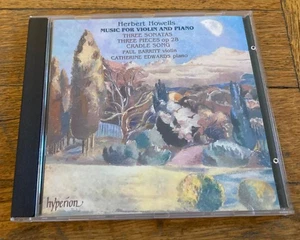 Herbert Howells
MUSIC FOR VIOLIN AND PIANO
THREE SONATAS
THREE PIECES op 28
CRADLE SONG
PAUL BARRITT violin
CATHERINE EDWARDS piano
hyperion